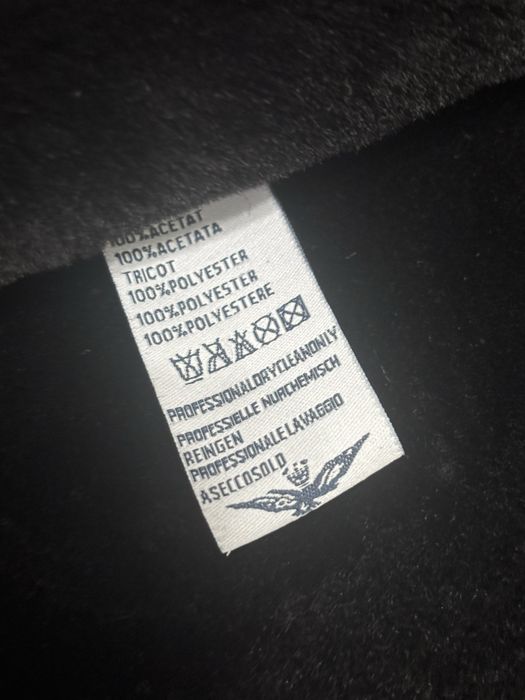 100%ACETAT
100%ACETATA
TRICOT
100%POLYESTER
100%POLYESTER
100%POLYESTERE
PROFESSIONALDRYCLEANONLY
PROFESSIELLE NURCHEMISCH
REINGEN
PROFESSIONALE LAVAGGIO
ASECCOSOLO